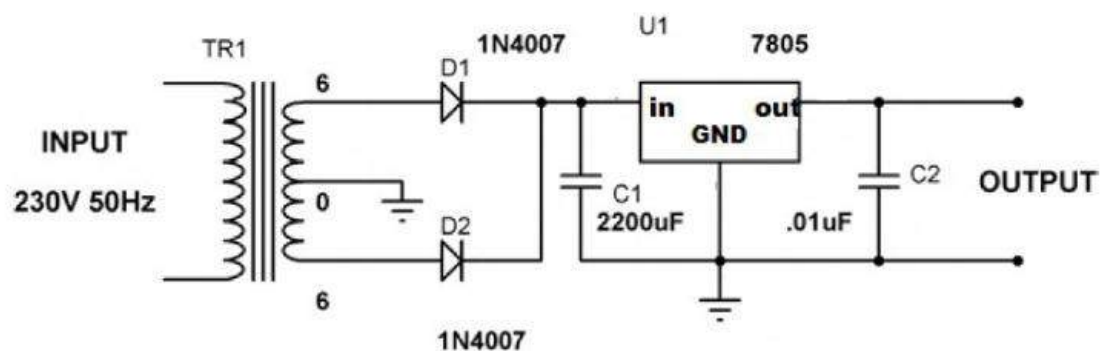 TR1
INPUT
230V 50Hz
6
0
6
1N4007
D1
D2
1N4007
U1
7805
in
out
GND
C1
2200uF
C2
.01uF
OUTPUT